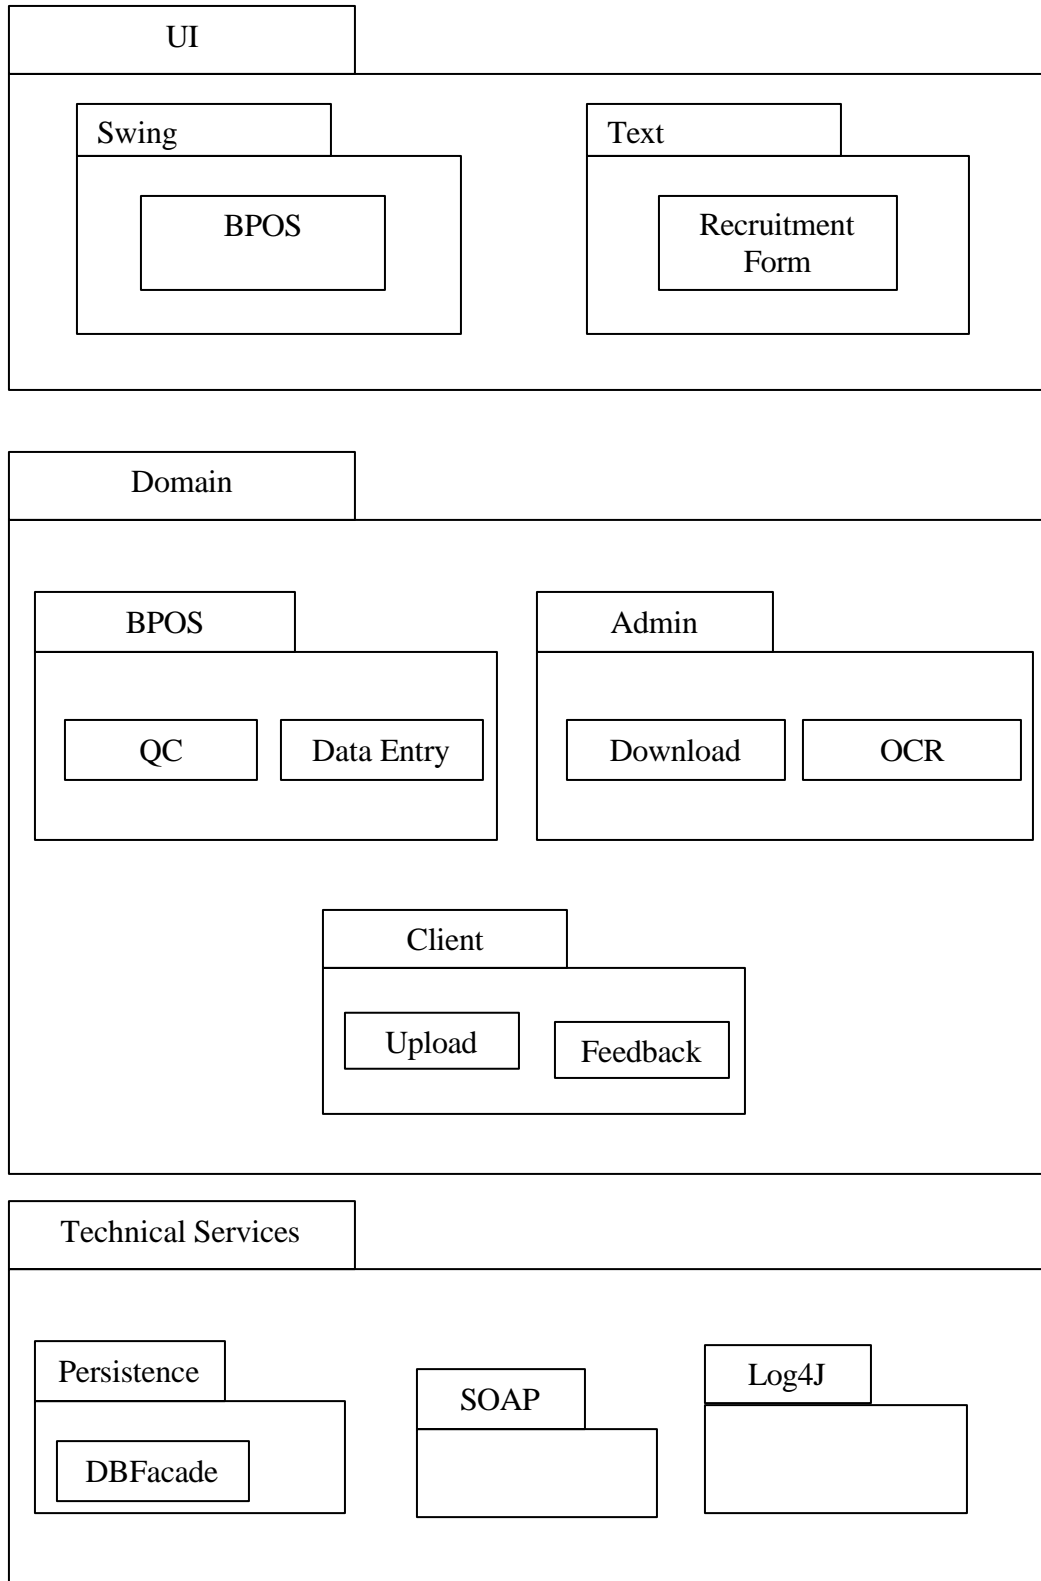 UI
Swing
Text
BPOS
Recruitment
Form
Domain
BPOS
Admin
QC
Data Entry
Download
OCR
Client
Upload
Feedback
Technical Services
Persistence
SOAP
Log4J
DBFacade